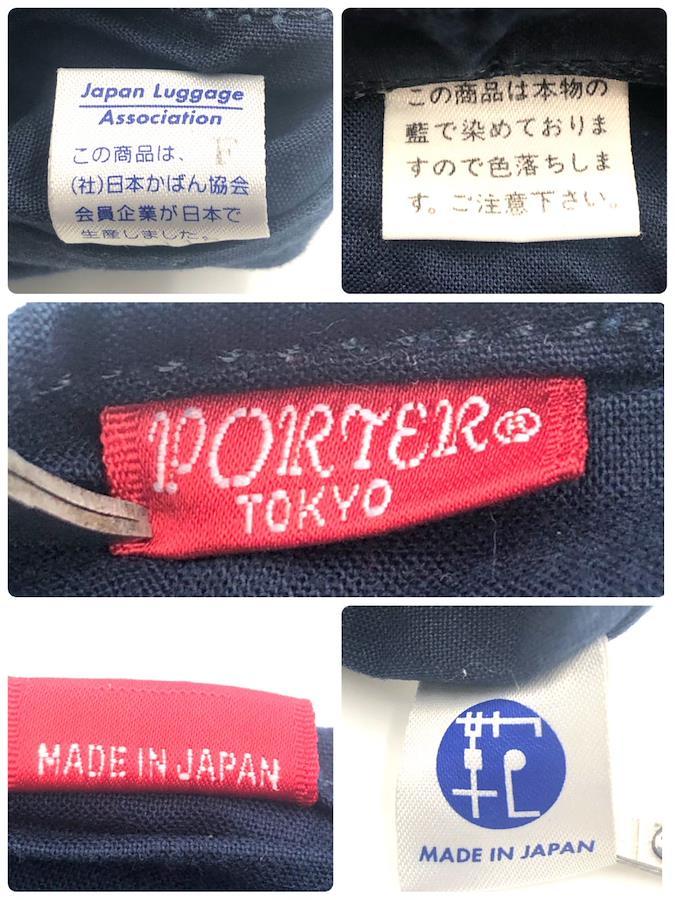 Japan Luggage
Association
この商品は、 F
(社)日本かばん協会
会員企業が日本で
生産しました。
この商品は本物の
藍で染めておりま
すので色落ちしま
す。ご注意下さい。
PORTER®
TOKYO
MADE IN JAPAN
MADE IN JAPAN